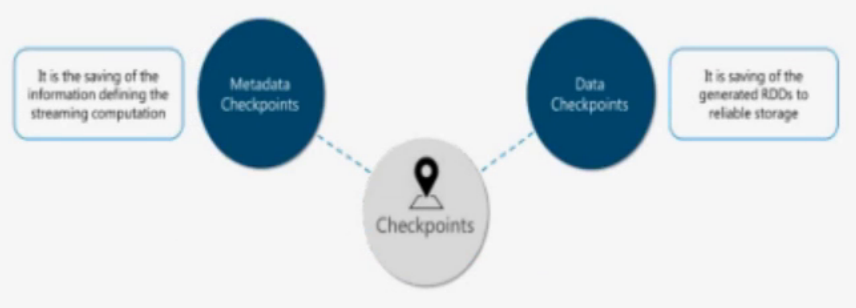 It is the saving of the
information defining the
streaming computation
Metadata
Checkpoints
Data
Checkpoints
It is saving of the
generated RDDs to
reliable storage
Checkpoints